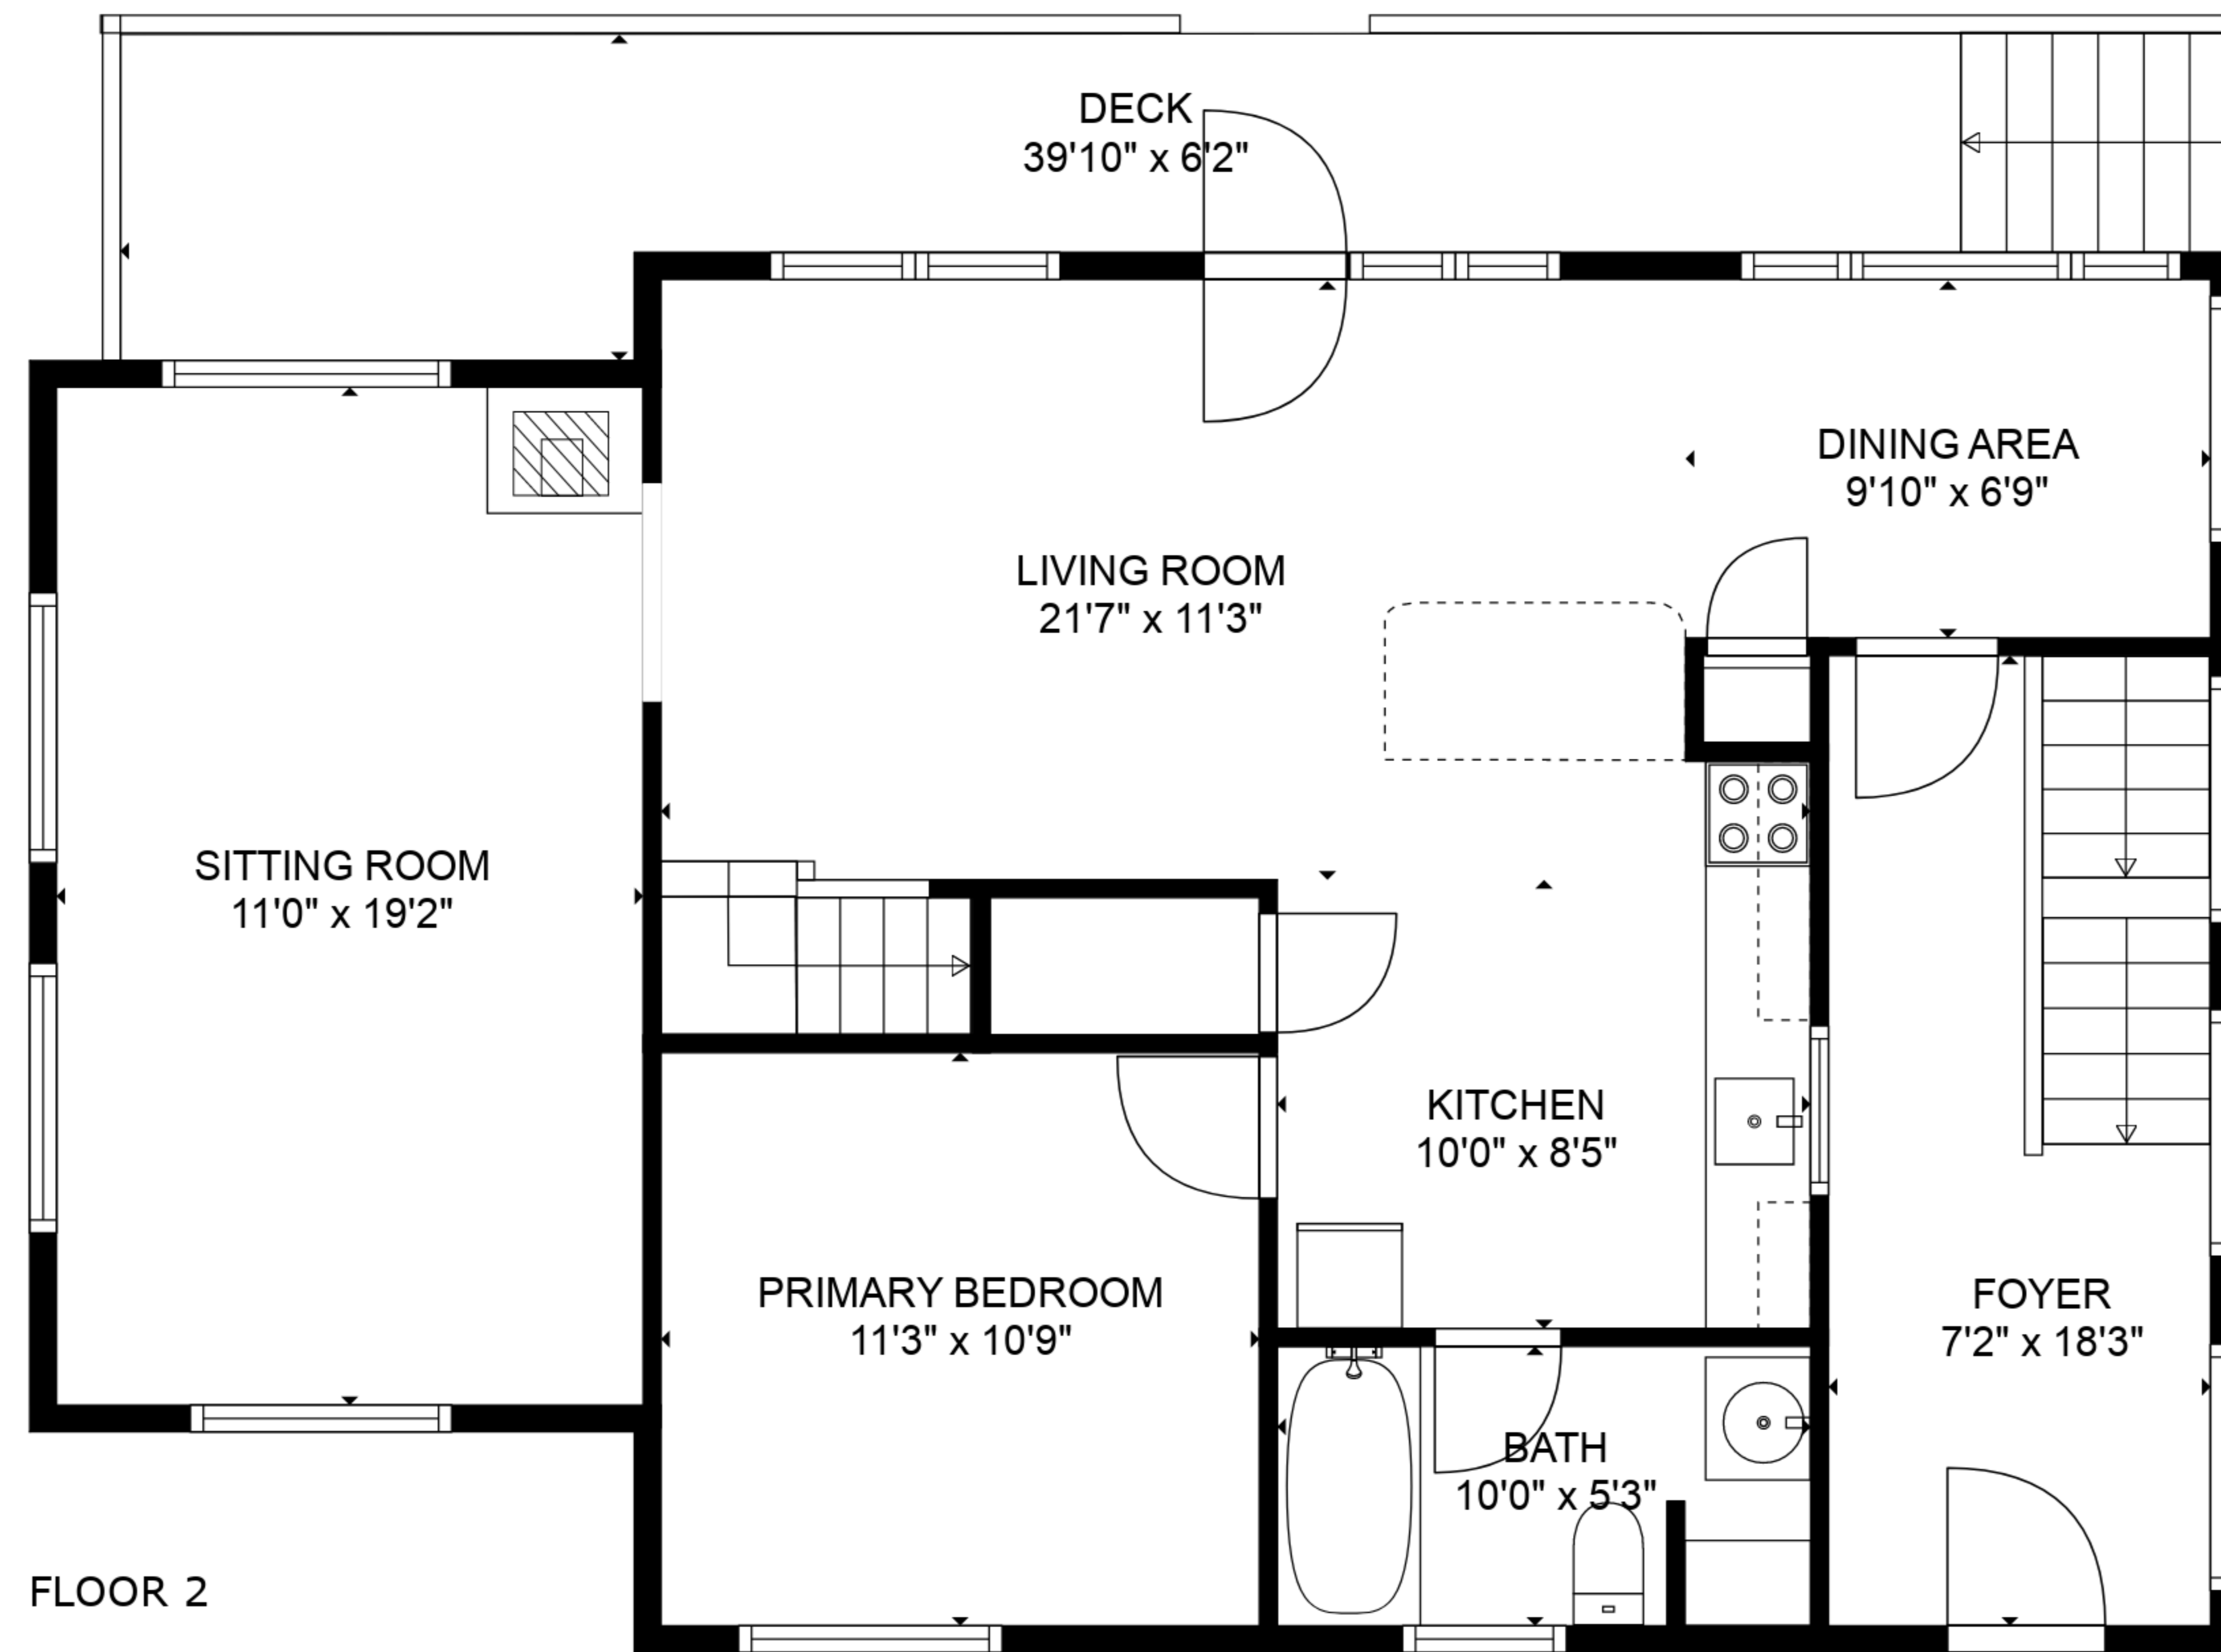 DECK
39'10" x 6'2"
DINING AREA
9'10" x 6'9"
LIVING ROOM
21'7" x 11'3"
SITTING ROOM
11'0" x 19'2"
KITCHEN
10'0" x 8'5"
PRIMARY BEDROOM
11'3" x 10'9"
FOYER
7'2" x 18'3"
BATH
10'0" x 5'3"
FLOOR 2